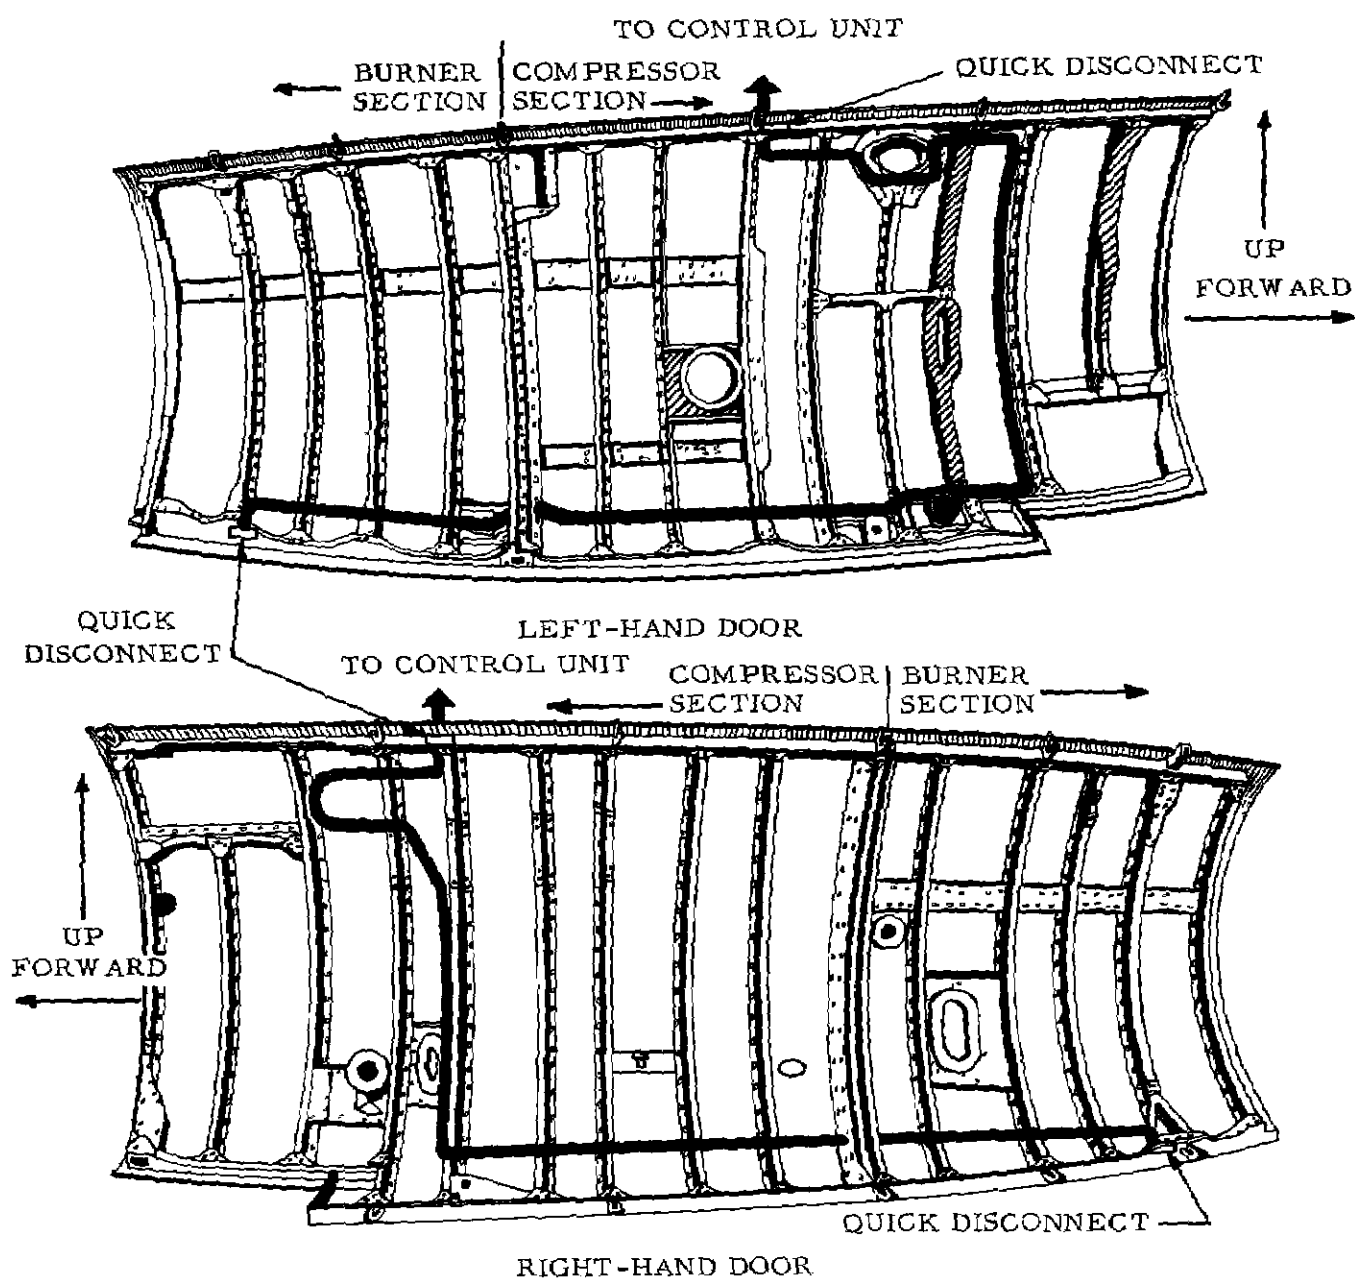 TO CONTROL UNIT
BURNER
SECTION
COMPRESSOR
SECTION
QUICK DISCONNECT
UP
FORWARD
QUICK
DISCONNECT
LEFT-HAND DOOR
TO CONTROL UNIT
COMPRESSOR
SECTION
BURNER
SECTION
UP
FORWARD
QUICK DISCONNECT
RIGHT-HAND DOOR